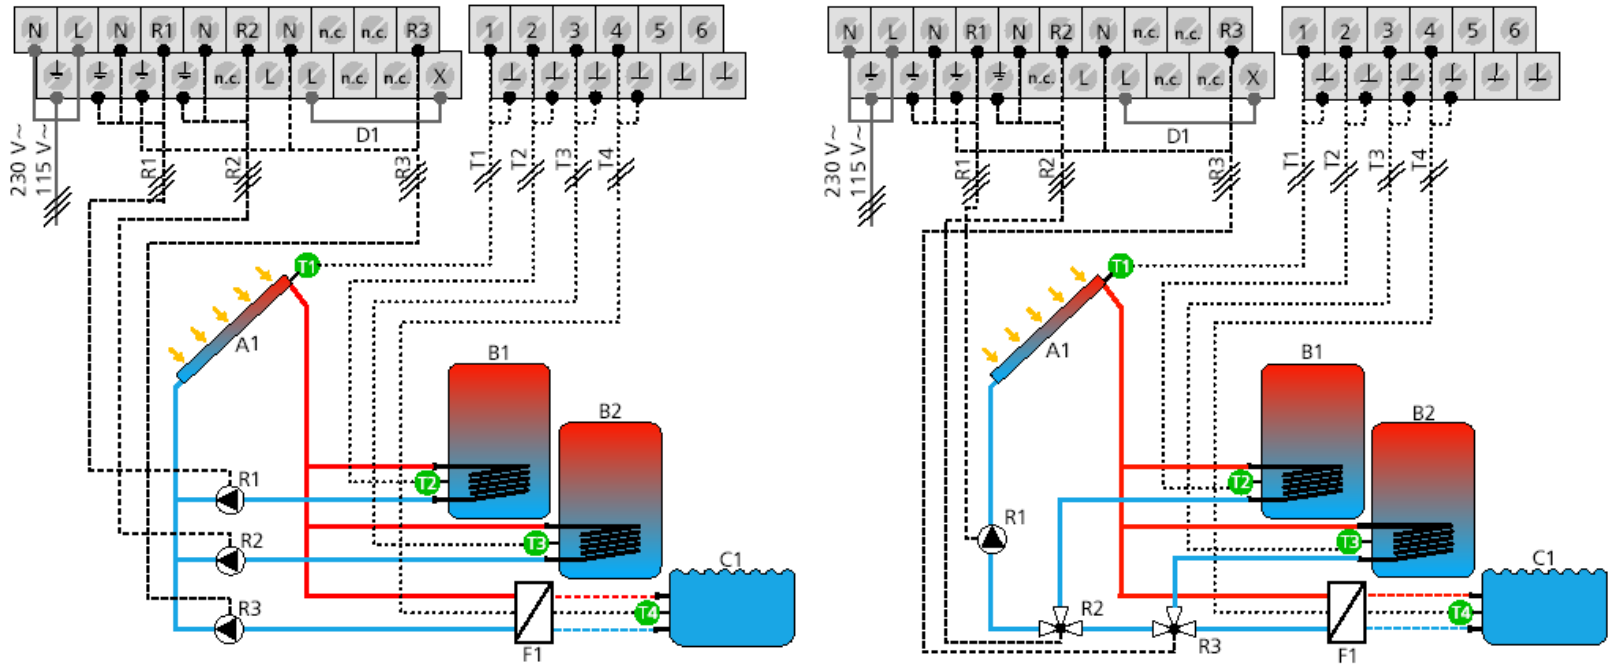 N L N R1 N R2 N n.c. n.c. R3 1 2 3 4 5 6
n.c. L L n.c. n.c. X
D1
230 V~
115 V~
R1 R2 R3 T1 T2 T3 T4
T1
A1
B1
B2
T2
R1
T3
R2
C1
T4
R3
F1
N L N R1 N R2 N n.c. n.c. R3 1 2 3 4 5 6
n.c. L L n.c. n.c. X
D1
230 V~
115 V~
R1 R2 R3 T1 T2 T3 T4
T1
A1
B1
B2
T2
R1
T3
C1
R2
T4
R3
F1